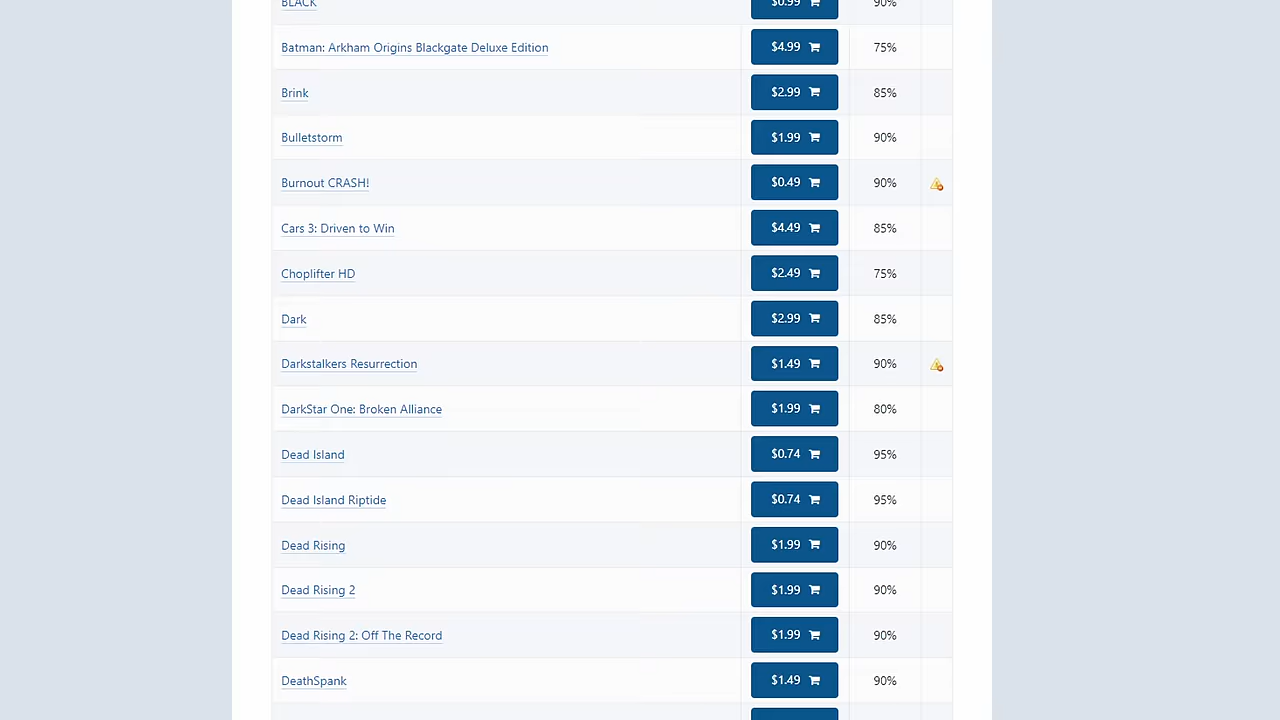 BLACK $0.99 90%
Batman: Arkham Origins Blackgate Deluxe Edition $4.99 75%
Brink $2.99 85%
Bulletstorm $1.99 90%
Burnout CRASH! $0.49 90%
Cars 3: Driven to Win $4.49 85%
Choplifter HD $2.49 75%
Dark $2.99 85%
Darkstalkers Resurrection $1.49 90%
DarkStar One: Broken Alliance $1.99 80%
Dead Island $0.74 95%
Dead Island Riptide $0.74 95%
Dead Rising $1.99 90%
Dead Rising 2 $1.99 90%
Dead Rising 2: Off The Record $1.99 90%
DeathSpank $1.49 90%